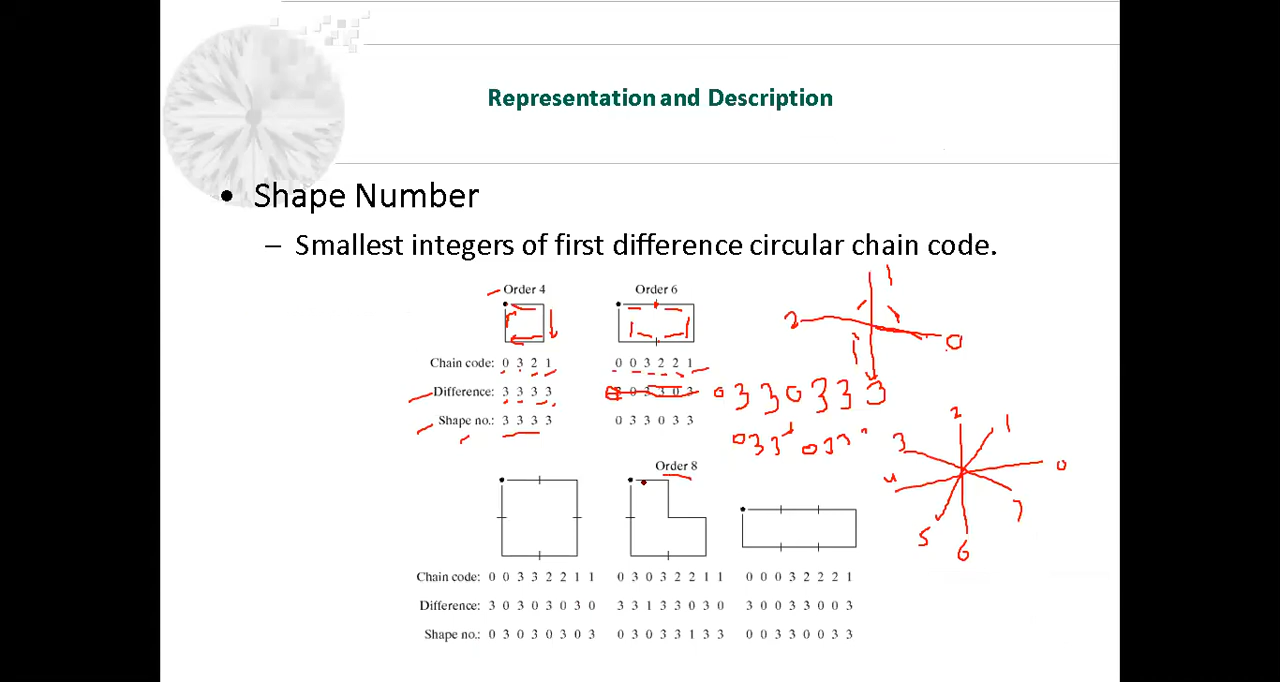 Representation and Description
• Shape Number
– Smallest integers of first difference circular chain code.
Order 4
Order 6
Chain code: 0 3 2 1
0 0 3 2 2 1
Difference: 3 3 3 3
3 0 3 3 0 3
Shape no.: 3 3 3 3
0 3 3 0 3 3
1
2
0
0 3 3 0 3 3 3
0 3 3 0 3 3
2
1
3
0
4
7
5
6
Order 8
Chain code: 0 0 3 3 2 2 1 1
0 3 0 3 2 2 1 1
0 0 0 3 2 2 2 1
Difference: 3 0 3 0 3 0 3 0
3 3 1 3 3 0 3 0
3 0 0 3 3 0 0 3
Shape no.: 0 3 0 3 0 3 0 3
0 3 0 3 3 1 3 3
0 0 3 3 0 0 3 3